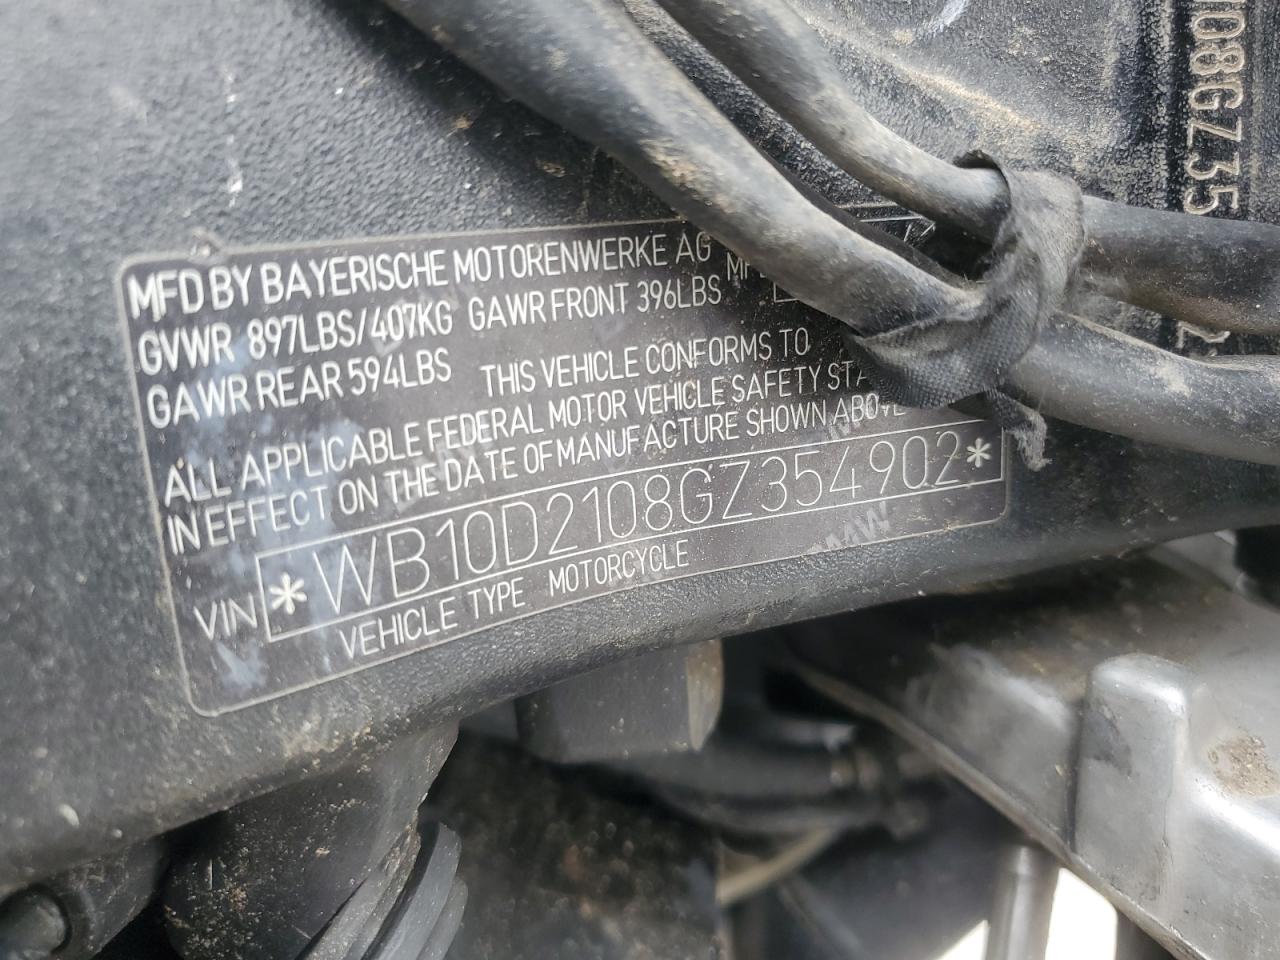 MFD BY BAYERISCHE MOTORENWERKE AG
GVWR 897LBS/407KG GAWR FRONT 396LBS
GAWR REAR 594LBS THIS VEHICLE CONFORMS TO
ALL APPLICABLE FEDERAL MOTOR VEHICLE SAFETY
IN EFFECT ON THE DATE OF MANUFACTURE SHOWN ABOVE
VIN *WB10D2108GZ354902*
VEHICLE TYPE MOTORCYCLE
BMW
108GZ35